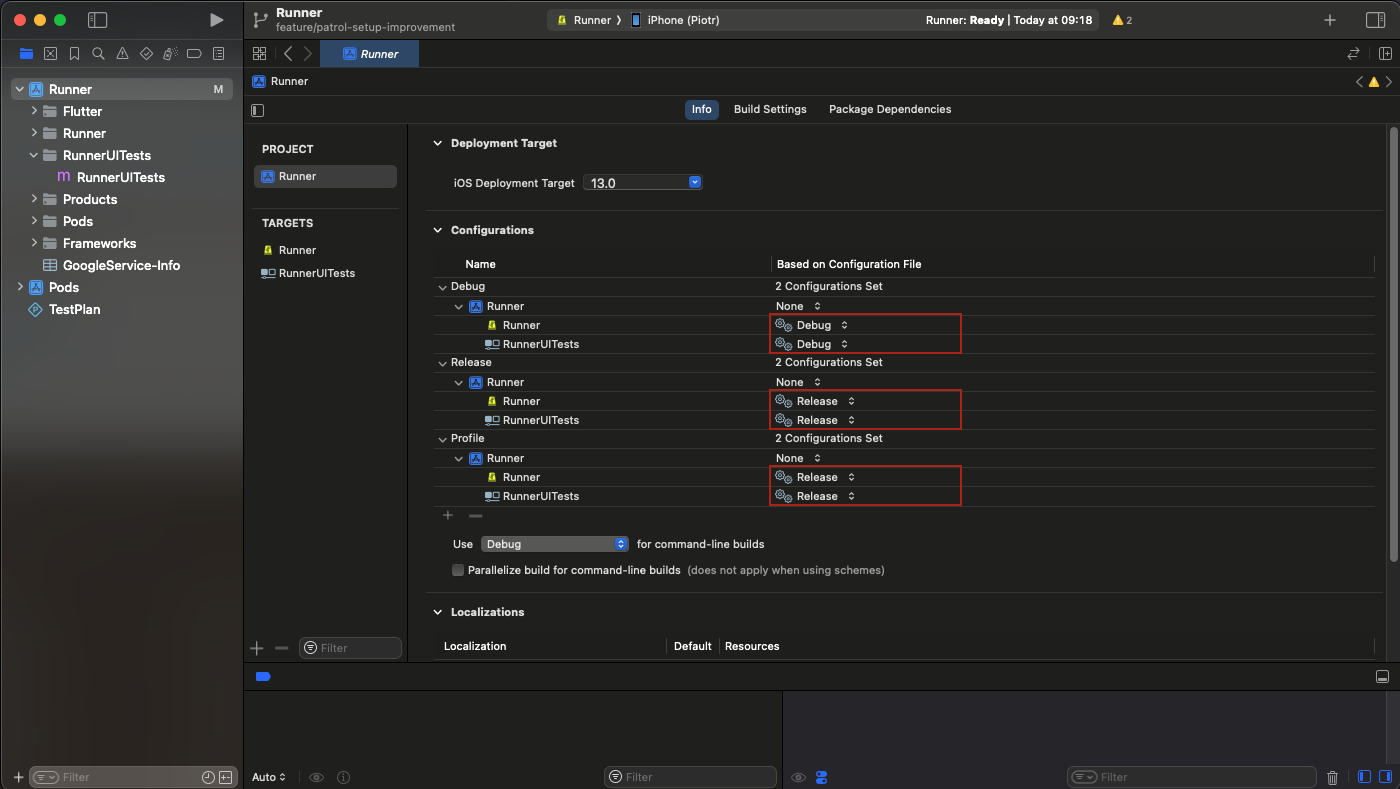 Runner
feature/patrol-setup-improvement
Runner
iPhone (Piotr)
Runner: Ready | Today at 09:18
2
Runner
Runner
Info
Build Settings
Package Dependencies
Runner
M
Flutter
Runner
RunnerUITests
RunnerUITests
Products
Pods
Frameworks
GoogleService-Info
Pods
TestPlan
PROJECT
Runner
TARGETS
Runner
RunnerUITests
Deployment Target
iOS Deployment Target
13.0
Configurations
Name
Based on Configuration File
Debug
2 Configurations Set
Runner
None
Runner
Debug
RunnerUITests
Debug
Release
2 Configurations Set
Runner
None
Runner
Release
RunnerUITests
Release
Profile
2 Configurations Set
Runner
None
Runner
Release
RunnerUITests
Release
Use
Debug
for command-line builds
Parallelize build for command-line builds (does not apply when using schemes)
Localizations
Localization
Default
Resources
Filter
Filter
Auto
Filter
Filter